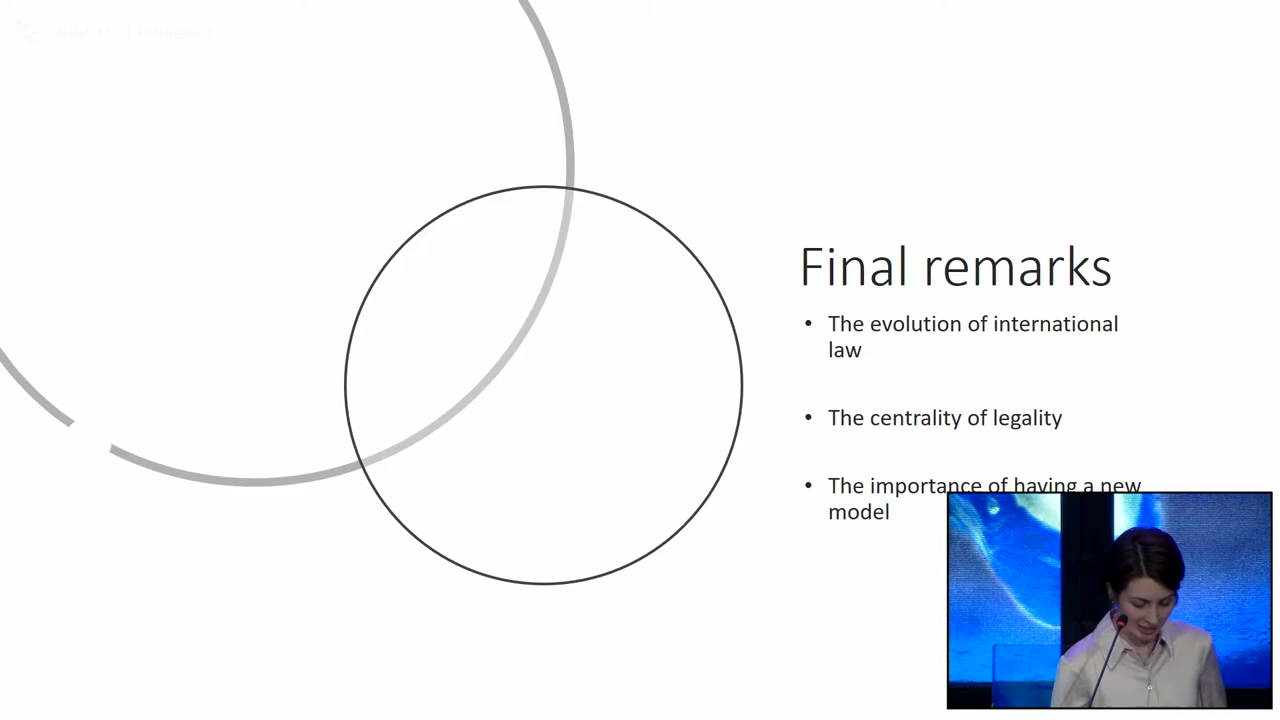 Final remarks
• The evolution of international
law
• The centrality of legality
• The importance of having a new
model